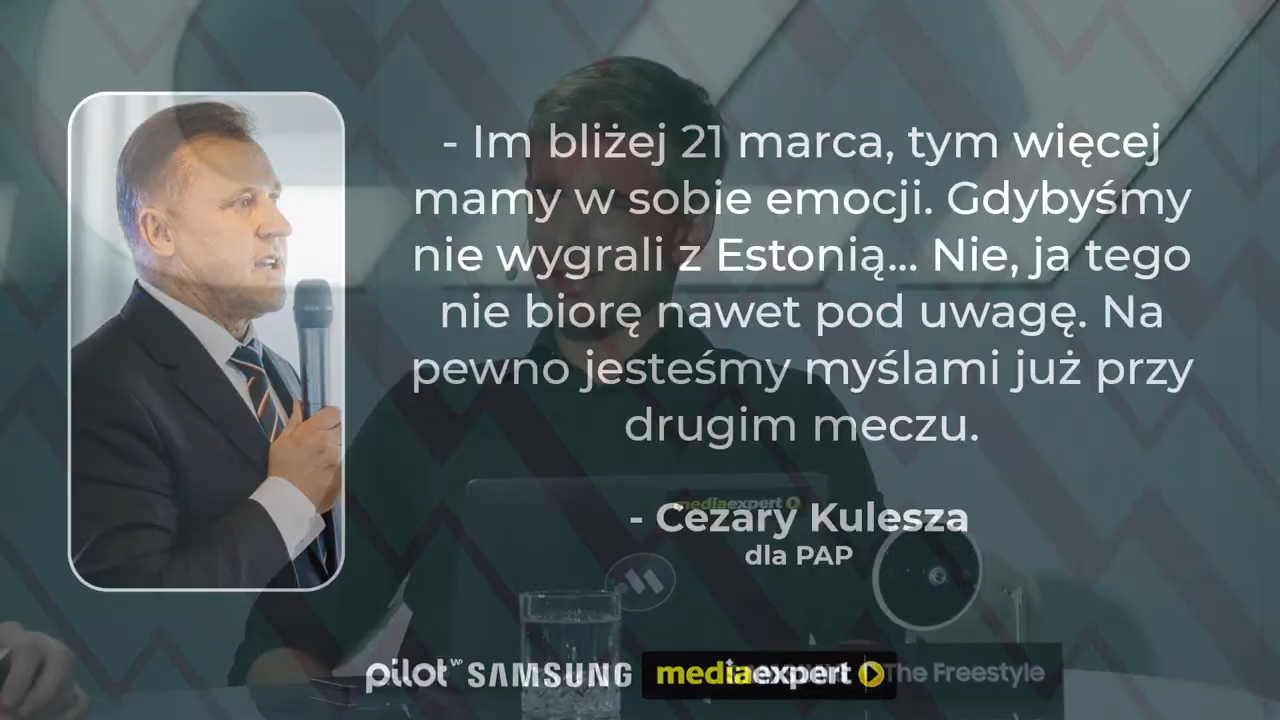 - Im bliżej 21 marca, tym więcej
mamy w sobie emocji. Gdybyśmy
nie wygrali z Estonią... Nie, ja tego
nie biorę nawet pod uwagę. Na
pewno jesteśmy myślami już przy
drugim meczu.
mediaexpert
- Cezary Kulesza
dla PAP
pilot WP SAMSUNG mediaexpert The Freestyle